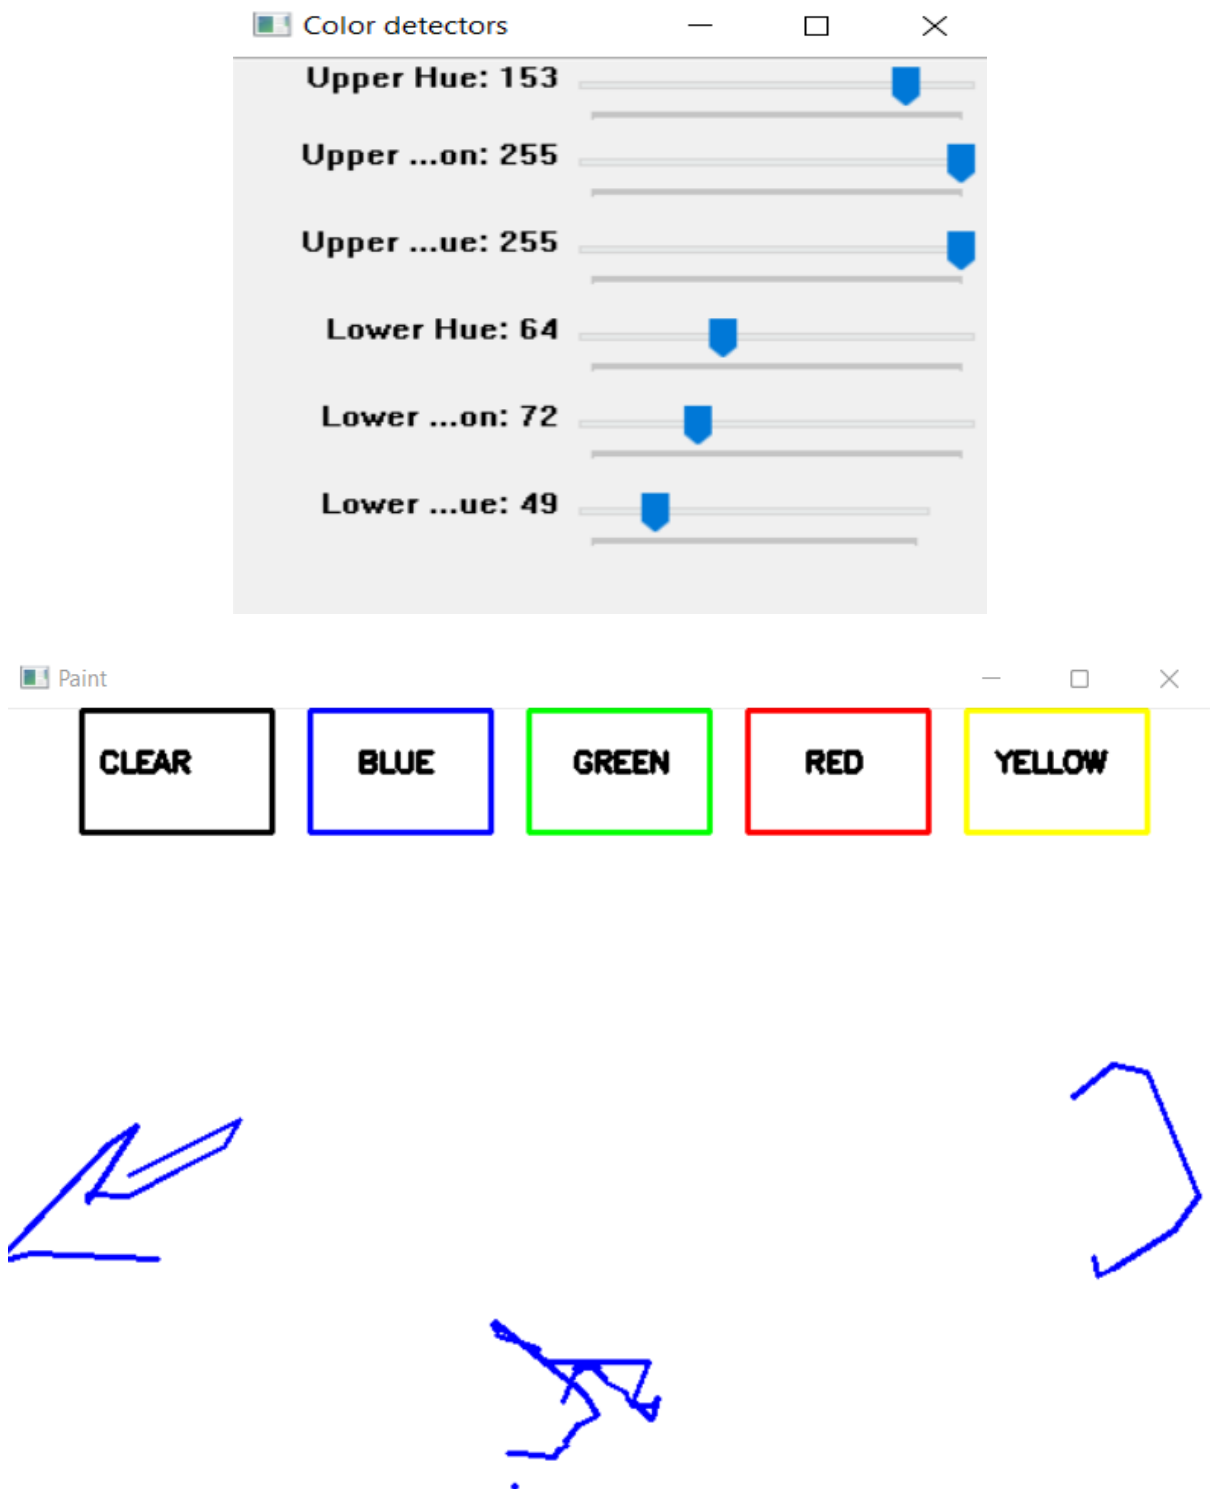 Color detectors
Upper Hue: 153
Upper ...on: 255
Upper ...ue: 255
Lower Hue: 64
Lower ...on: 72
Lower ...ue: 49
Paint
CLEAR BLUE GREEN RED YELLOW